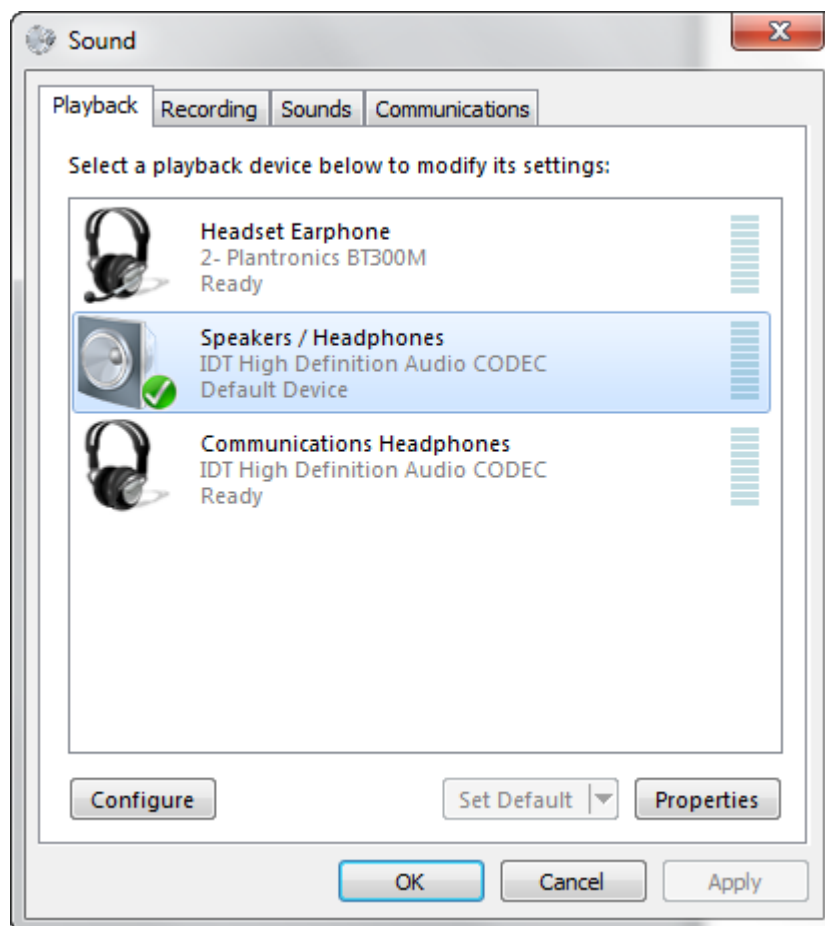 Sound
Playback Recording Sounds Communications
Select a playback device below to modify its settings:
Headset Earphone
2- Plantronics BT300M
Ready
Speakers / Headphones
IDT High Definition Audio CODEC
Default Device
Communications Headphones
IDT High Definition Audio CODEC
Ready
Configure Set Default Properties
OK Cancel Apply